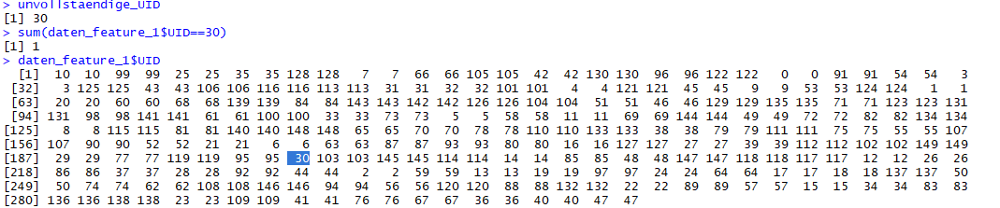 > unvollstaendige_UID
[1] 30
> sum(daten_feature_1$UID==30)
[1] 1
> daten_feature_1$UID
[1] 10 10 99 99 25 25 35 35 128 128 7 7 66 66 105 105 42 42 130 130 96 96 122 122 0 0 91 91 54 54 3
[32] 3 125 125 43 43 106 106 116 116 113 113 31 31 32 32 101 101 4 4 121 121 45 45 9 9 53 53 124 124 1 1
[63] 20 20 60 60 68 68 139 139 84 84 143 143 142 142 126 126 104 104 51 51 46 46 129 129 135 135 71 71 123 123 131
[94] 131 98 98 141 141 61 61 100 100 33 33 73 73 5 5 58 58 11 11 69 69 144 144 49 49 72 72 82 82 134 134
[125] 8 8 115 115 81 81 140 140 148 148 65 65 70 70 78 78 110 110 133 133 38 38 79 79 111 111 75 75 55 55 107
[156] 107 90 90 52 52 21 21 6 6 63 63 87 87 93 93 80 80 16 16 127 127 27 27 39 39 112 112 102 102 149 149
[187] 29 29 77 77 119 119 95 95 30 103 103 145 145 114 114 14 14 85 85 48 48 147 147 118 118 117 117 12 12 26 26
[218] 86 86 37 37 28 28 92 92 44 44 2 2 59 59 13 13 19 19 97 97 24 24 64 64 17 17 18 18 137 137 50
[249] 50 74 74 62 62 108 108 146 146 94 94 56 56 120 120 88 88 132 132 22 22 89 89 57 57 15 15 34 34 83 83
[280] 136 136 138 138 23 23 109 109 41 41 76 76 67 67 36 36 40 40 47 47